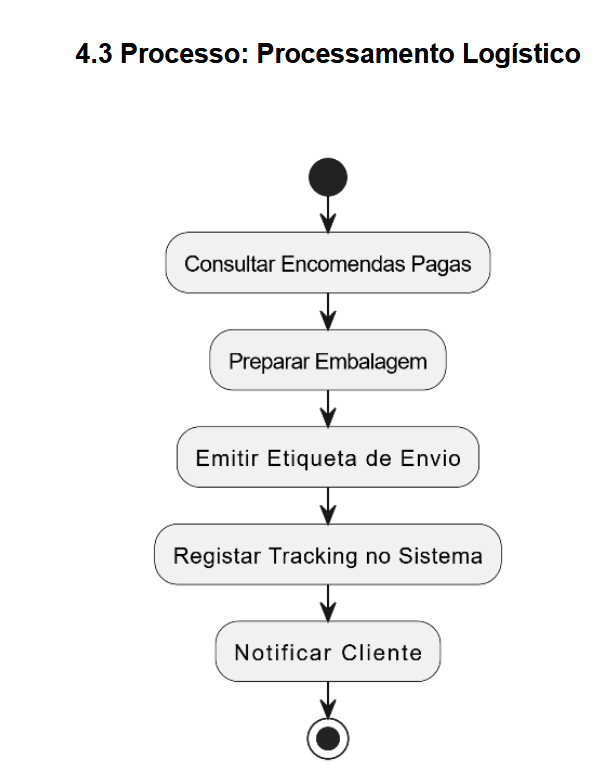 4.3 Processo: Processamento Logístico
Consultar Encomendas Pagas
Preparar Embalagem
Emitir Etiqueta de Envio
Registar Tracking no Sistema
Notificar Cliente